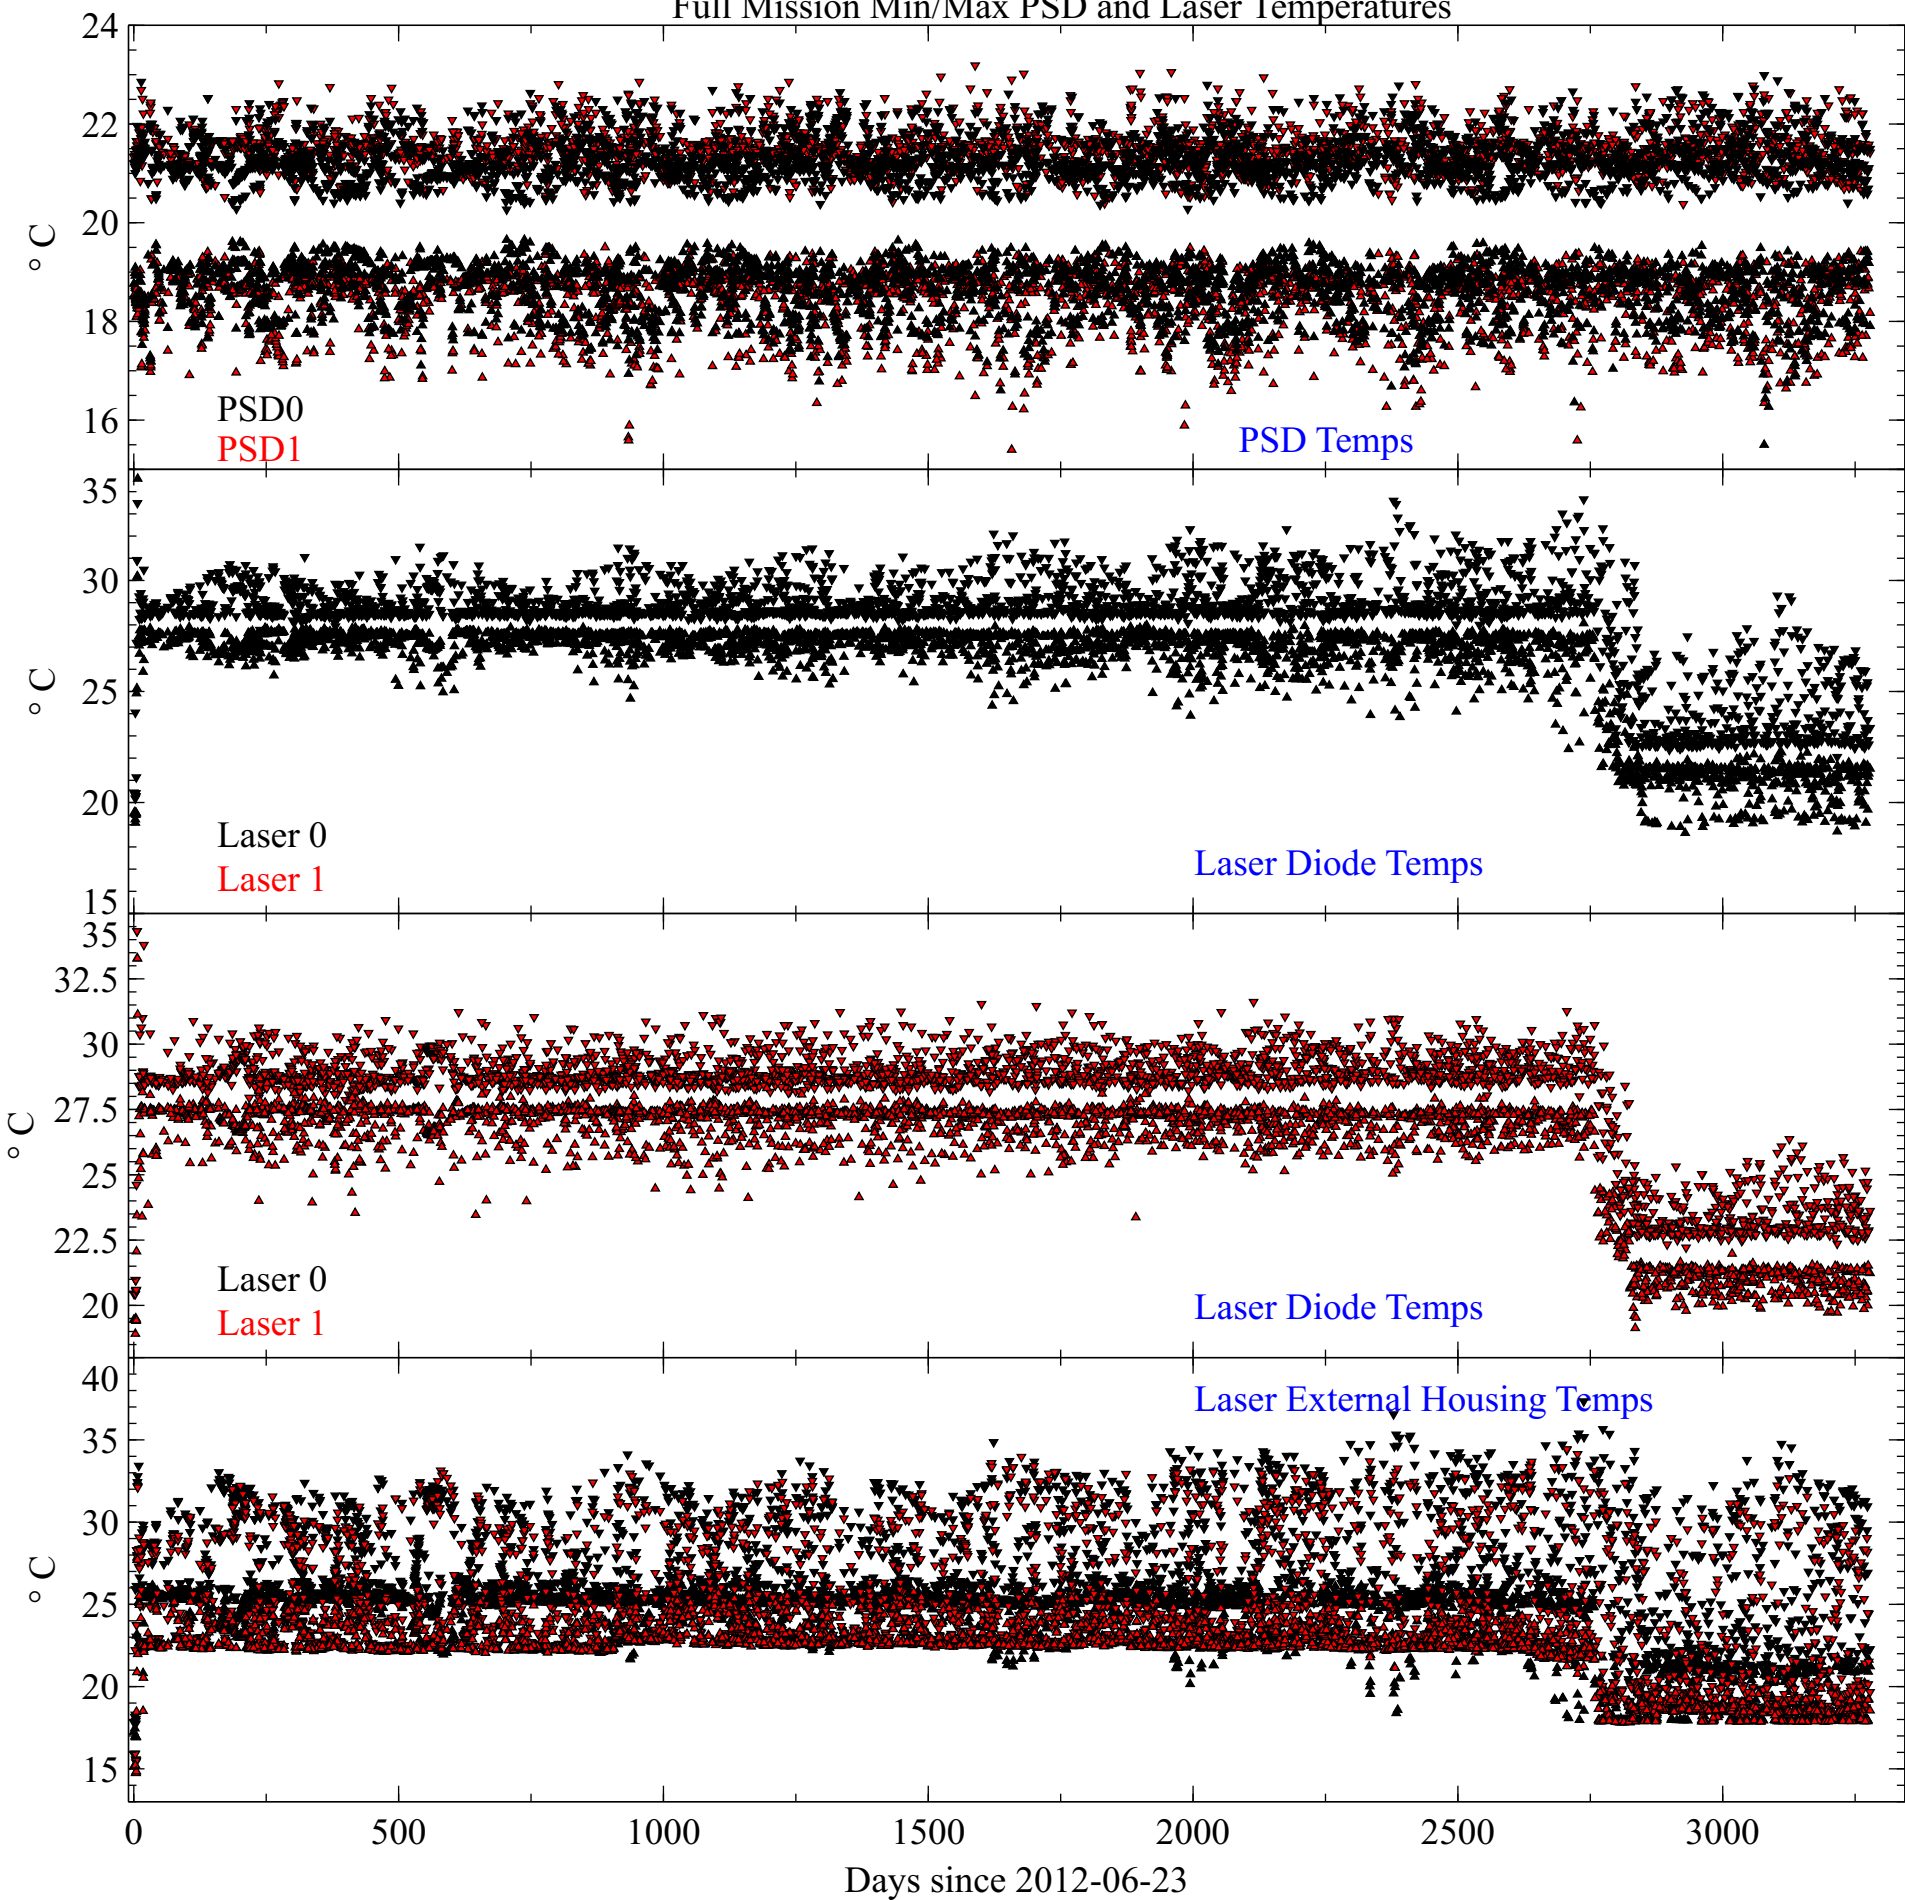 Full Mission Min/Max PSD and Laser Temperatures
24
22
20
18
16
° C
PSD0
PSD1
PSD Temps
35
30
25
20
15
° C
Laser 0
Laser 1
Laser Diode Temps
35
32.5
30
27.5
25
22.5
20
° C
Laser 0
Laser 1
Laser Diode Temps
40
35
30
25
20
15
° C
Laser External Housing Temps
0 500 1000 1500 2000 2500 3000
Days since 2012-06-23